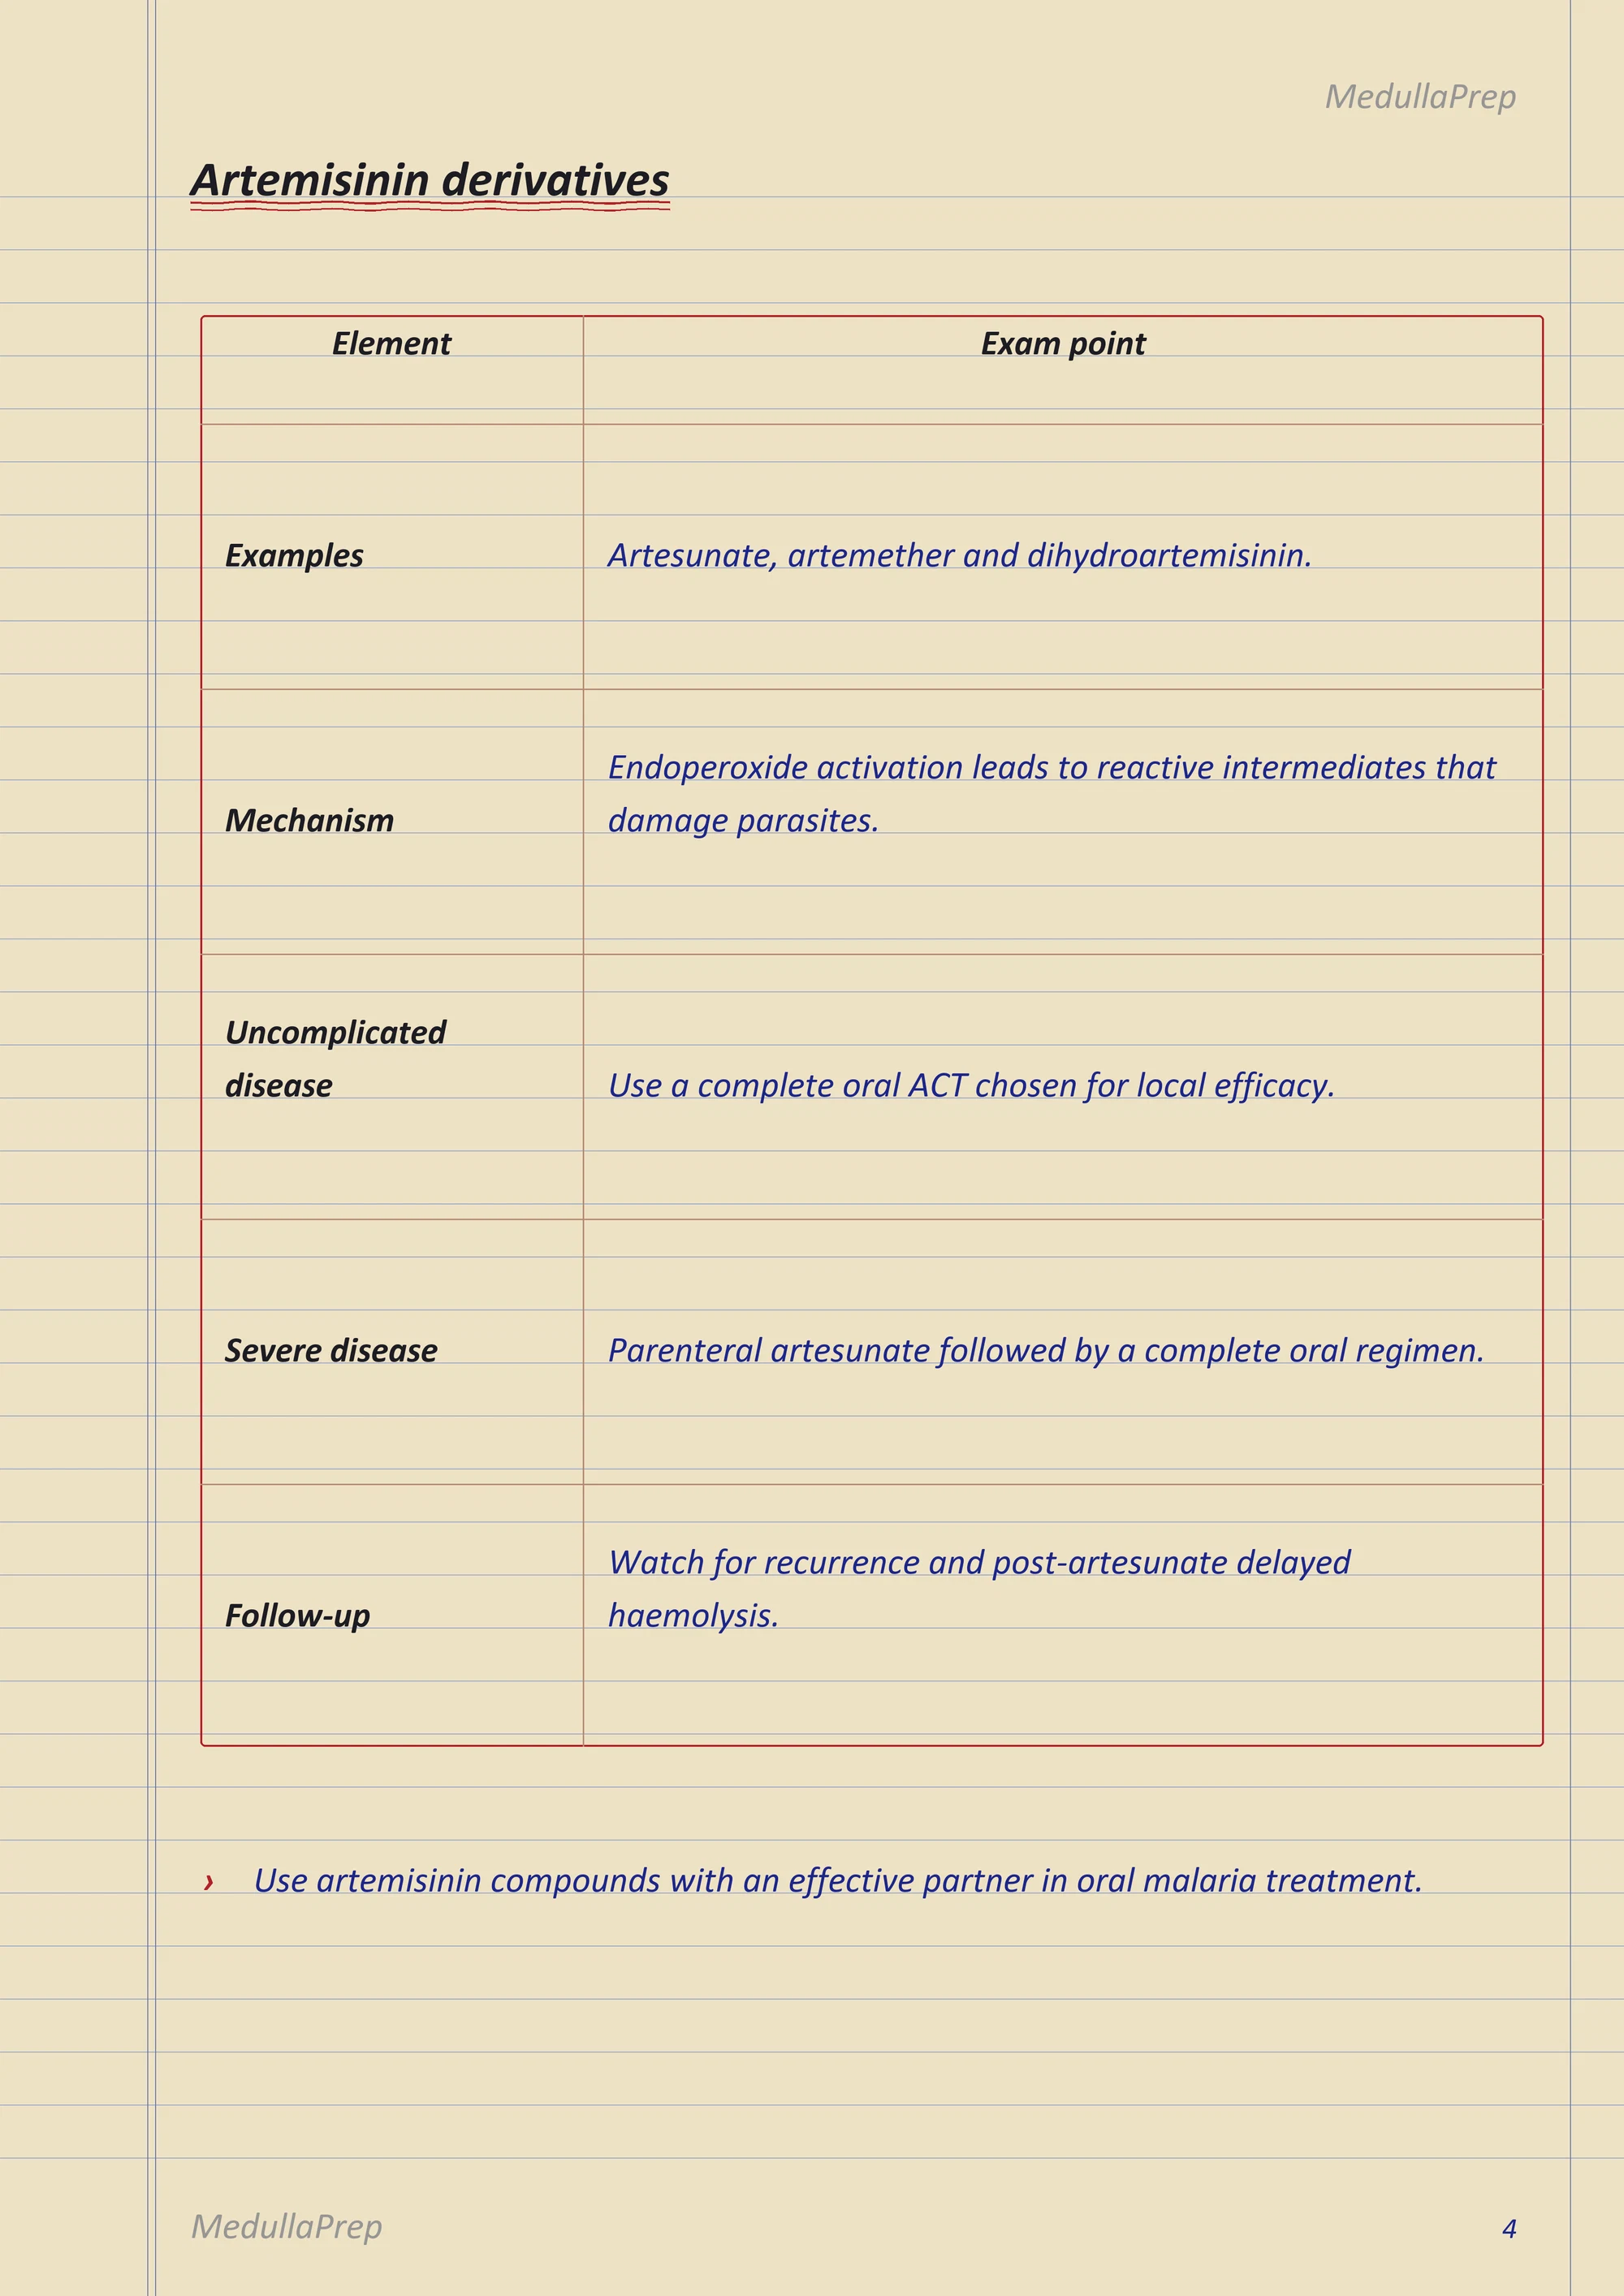 MedullaPrep
Artemisinin derivatives
Element Exam point
Examples Artesunate, artemether and dihydroartemisinin.
Endoperoxide activation leads to reactive intermediates that
Mechanism damage parasites.
Uncomplicated
disease Use a complete oral ACT chosen for local efficacy.
Severe disease Parenteral artesunate followed by a complete oral regimen.
Watch for recurrence and post-artesunate delayed
Follow-up haemolysis.
› Use artemisinin compounds with an effective partner in oral malaria treatment.
MedullaPrep 4